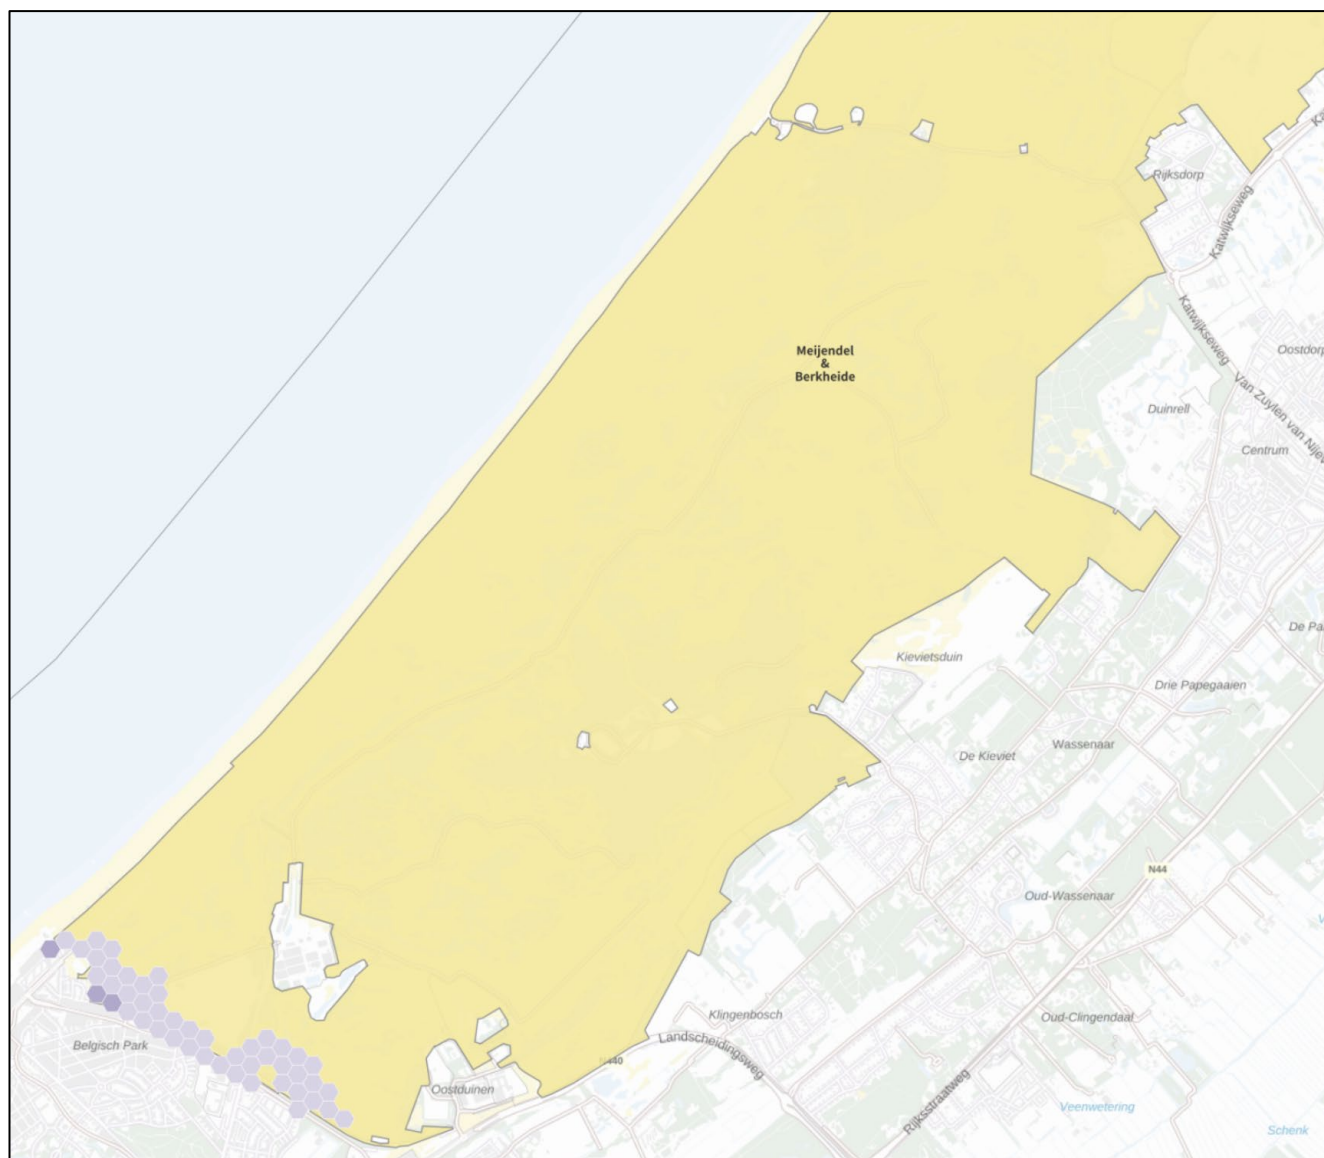 Ka
Rijksdorp
Katwijkseweg
Katwijkseweg
Meijendel
&
Berkheide
Oostdorp
Van Zuylen van Nijev
Duinrell
Centrum
De Pa
Kievietsduin
Drie Papegaaien
Wassenaar
De Kieviet
N44
Oud-Wassenaar
V
Klingenbosch
Oud-Clingendaal
Landscheidingsweg
Belgisch Park
N440
Oostduinen
Rijksstraatweg
Veenwetering
Schenk